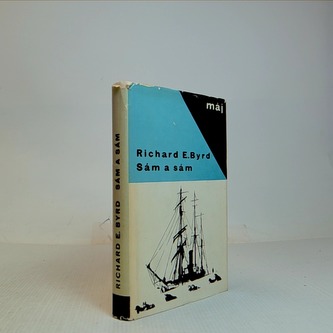 máj
Richard E. Byrd
Sám a sám
RICHARD E. BYRD SÁM A SÁM